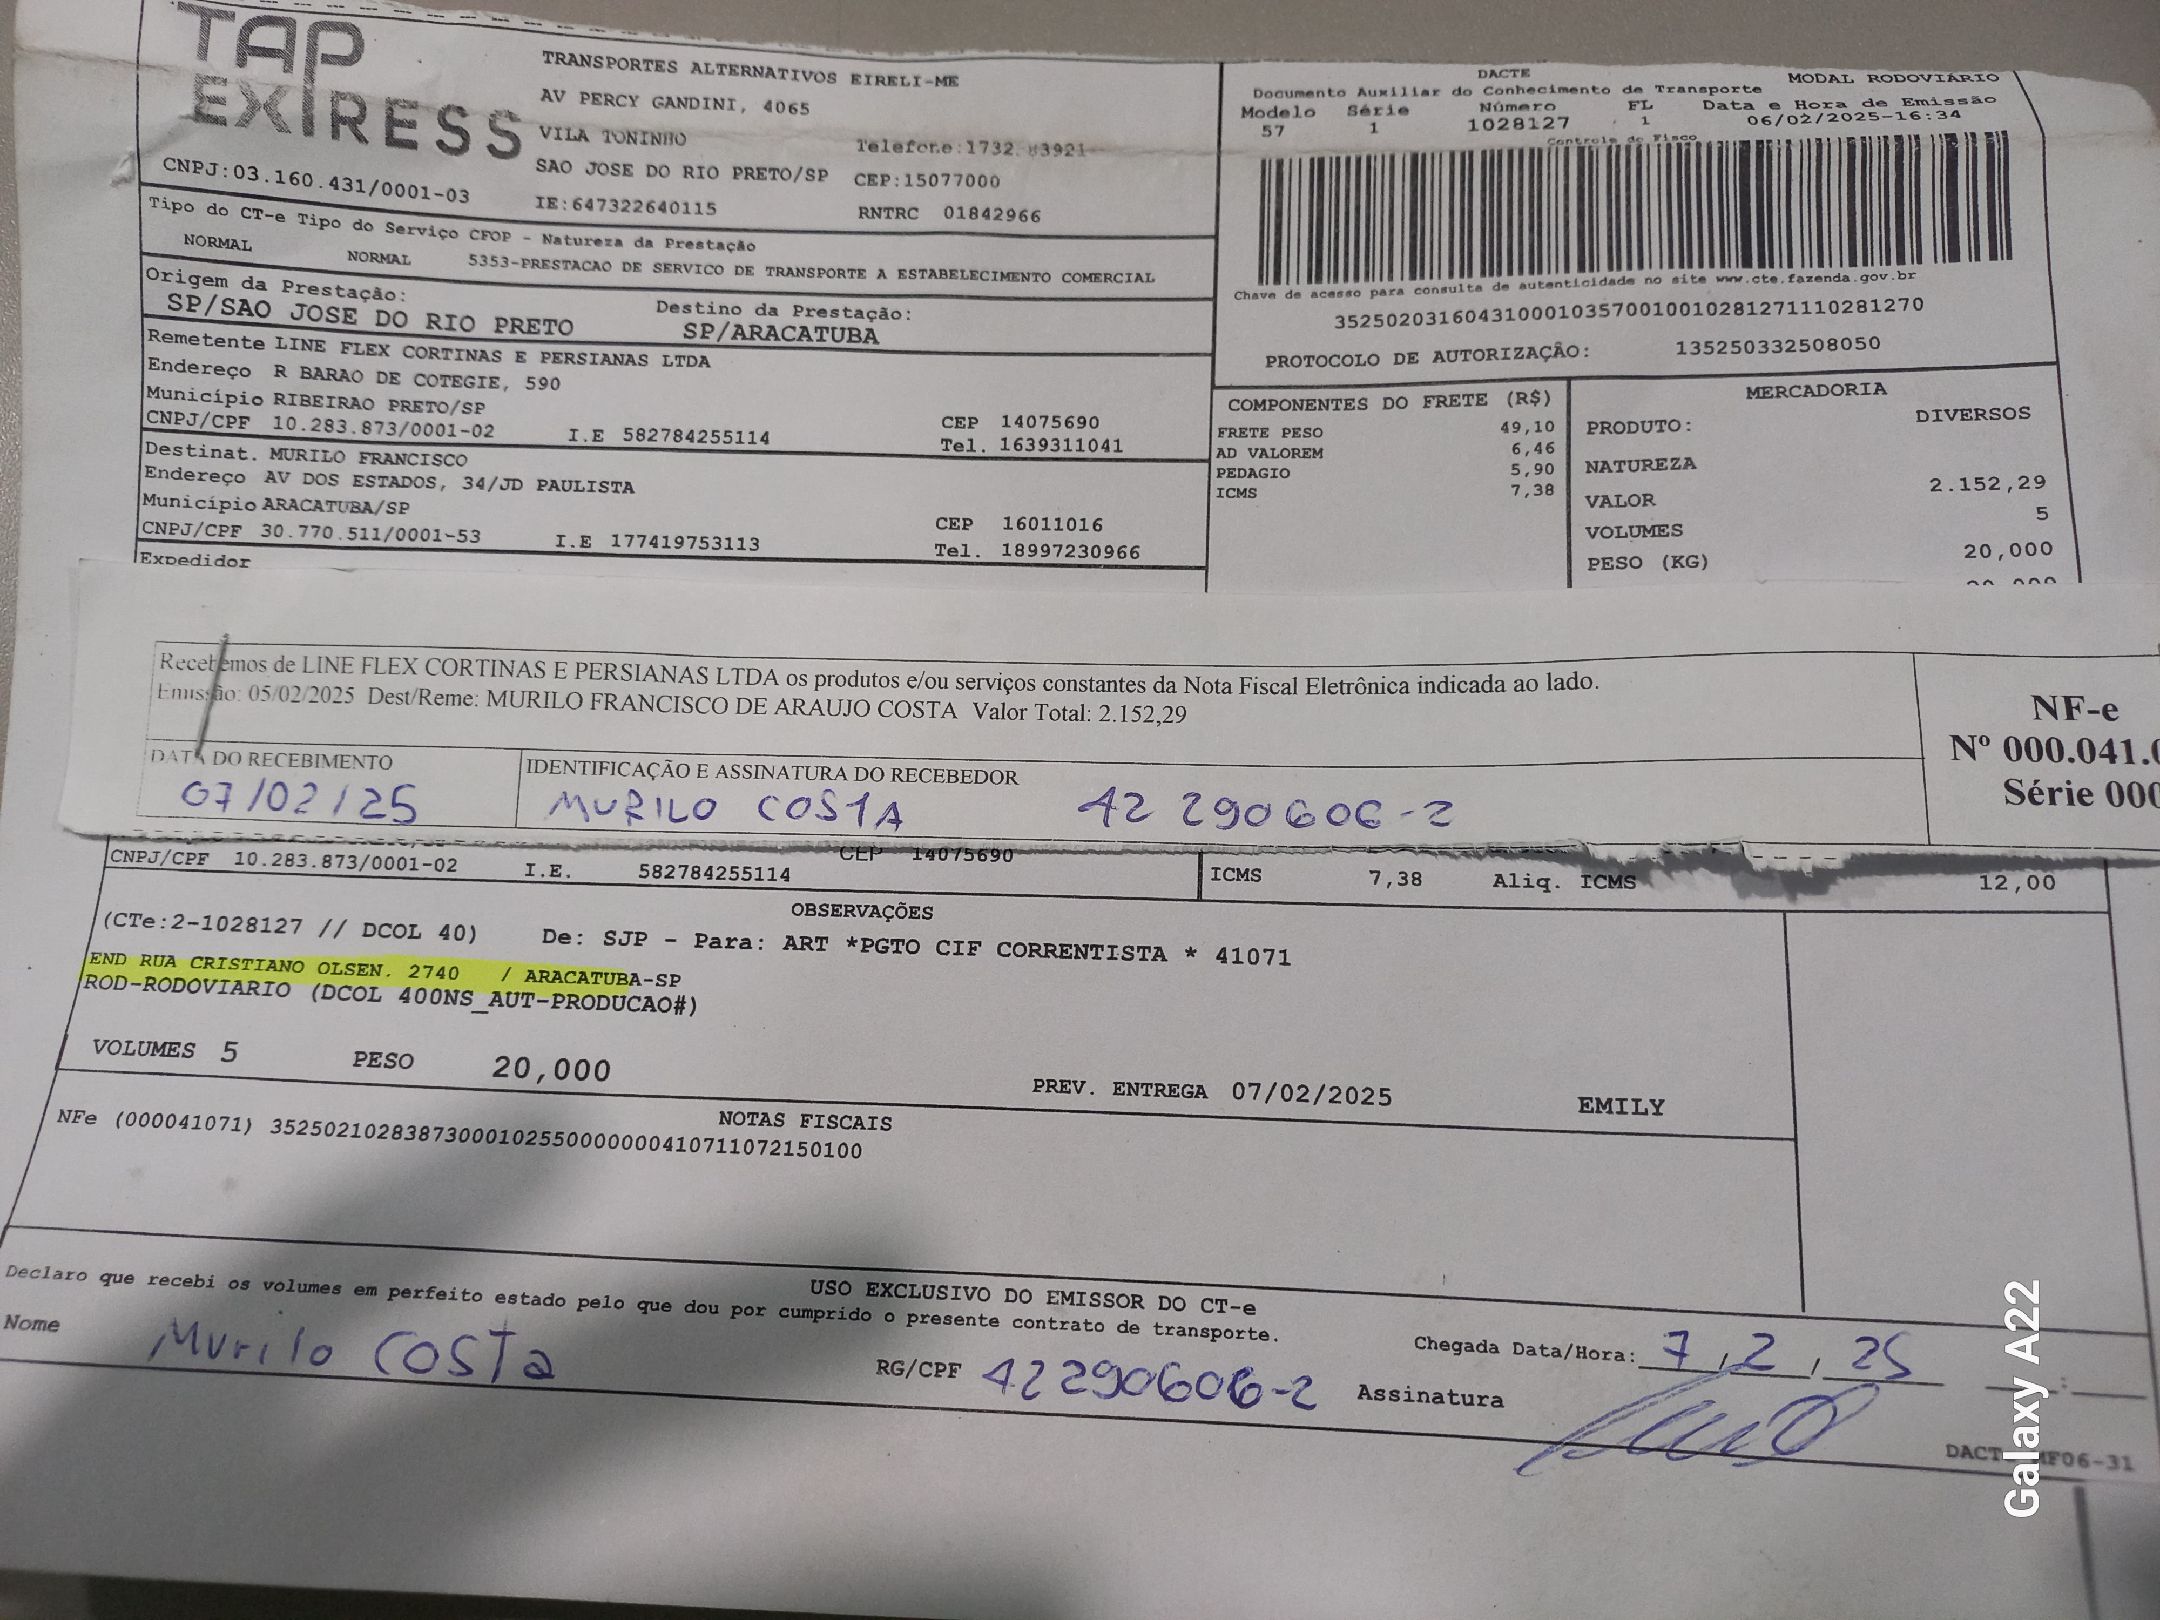 TAP
EXPRESS
TRANSPORTES ALTERNATIVOS EIRELI-ME
AV PERCY GANDINI, 4065
VILA TONINHO
SAO JOSE DO RIO PRETO/SP CEP:15077000
CNPJ:03.160.431/0001-03
IE:647322640115 RNTRC 01842966
DACTE
MODAL RODOVIÁRIO
Documento Auxiliar do Conhecimento de Transporte
Modelo Série Número FL Data e Hora de Emissão
57 1 1028127 1 06/02/2025-16:34
Controle do Fisco
Chave de acesso para consulta de autenticidade no site www.cte.fazenda.gov.br
35250203160431000103570010010281271110281270
PROTOCOLO DE AUTORIZAÇÃO: 135250332508050
Tipo do CT-e Tipo do Serviço CFOP - Natureza da Prestação
NORMAL NORMAL 5353-PRESTACAO DE SERVICO DE TRANSPORTE A ESTABELECIMENTO COMERCIAL
Origem da Prestação: Destino da Prestação:
SP/SAO JOSE DO RIO PRETO SP/ARACATUBA
Remetente LINE FLEX CORTINAS E PERSIANAS LTDA
Endereço R BARAO DE COTEGIE, 590
Município RIBEIRAO PRETO/SP CEP 14075690
CNPJ/CPF 10.283.873/0001-02 I.E 582784255114 Tel. 1639311041
Destinat. MURILO FRANCISCO
Endereço AV DOS ESTADOS, 34/JD PAULISTA
Município ARACATUBA/SP CEP 16011016
CNPJ/CPF 30.770.511/0001-53 I.E 177419753113 Tel. 18997230966
Expedidor
COMPONENTES DO FRETE (R$)
FRETE PESO 49,10
AD VALOREM 6,46
PEDAGIO 5,90
ICMS 7,38
MERCADORIA
PRODUTO: DIVERSOS
NATUREZA
VALOR 2.152,29
VOLUMES 5
PESO (KG) 20,000
Recebemos de LINE FLEX CORTINAS E PERSIANAS LTDA os produtos e/ou serviços constantes da Nota Fiscal Eletrônica indicada ao lado.
Emissão: 05/02/2025 Dest/Reme: MURILO FRANCISCO DE ARAUJO COSTA Valor Total: 2.152,29
DATA DO RECEBIMENTO IDENTIFICAÇÃO E ASSINATURA DO RECEBEDOR
07/02/25 MURILO COSTA 42 290606-2
NF-e
Nº 000.041.0
Série 000
CNPJ/CPF 10.283.873/0001-02 I.E. 582784255114 CEP 14075690
ICMS 7,38 Aliq. ICMS 12,00
OBSERVAÇÕES
(CTe:2-1028127 // DCOL 40) De: SJP - Para: ART *PGTO CIF CORRENTISTA * 41071
END RUA CRISTIANO OLSEN. 2740 / ARACATUBA-SP
ROD-RODOVIARIO (DCOL 400NS_AUT-PRODUCAO#)
VOLUMES 5 PESO 20,000 PREV. ENTREGA 07/02/2025 EMILY
NOTAS FISCAIS
NFe (000041071) 35250210283873000102550000000410711072150100
USO EXCLUSIVO DO EMISSOR DO CT-e
Declaro que recebi os volumes em perfeito estado pelo que dou por cumprido o presente contrato de transporte.
Nome Murilo Costa RG/CPF 42 290606-2
Chegada Data/Hora: 7 / 2 / 25 :
Assinatura
Galaxy A22